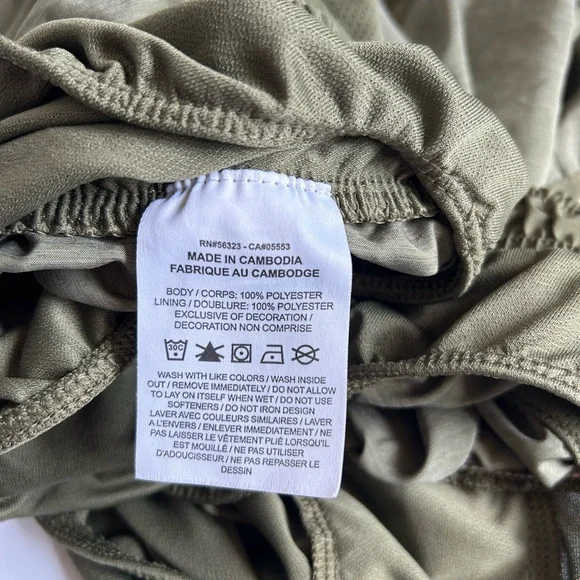 RN#56323 - CA#05553
MADE IN CAMBODIA
FABRIQUE AU CAMBODGE
BODY / CORPS: 100% POLYESTER
LINING / DOUBLURE: 100% POLYESTER
EXCLUSIVE OF DECORATION /
DECORATION NON COMPRISE
30C
WASH WITH LIKE COLORS / WASH INSIDE
OUT / REMOVE IMMEDIATELY / DO NOT ALLOW
TO LAY ON ITSELF WHEN WET / DO NOT USE
SOFTENERS / DO NOT IRON DESIGN
LAVER AVEC COULEURS SIMILAIRES / LAVER
A L'ENVERS / ENLEVER IMMEDIATEMENT / NE
PAS LAISSER LE VÊTEMENT PLIÉ LORSQU'IL
EST MOUILLÉ / NE PAS UTILISER
D'ADOUCISSEUR / NE PAS REPASSER LE
DESSIN